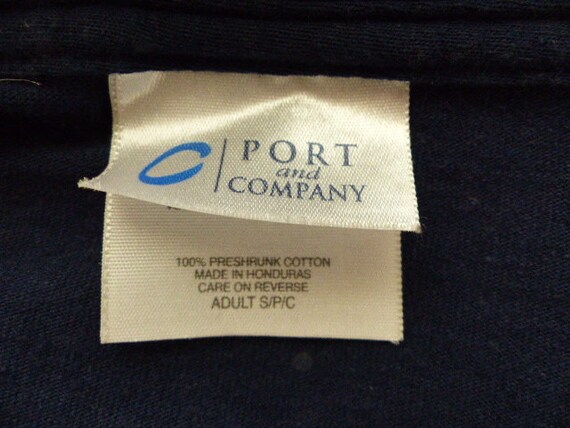 PORT
and
COMPANY
100% PRESHRUNK COTTON
MADE IN HONDURAS
CARE ON REVERSE
ADULT S/P/C